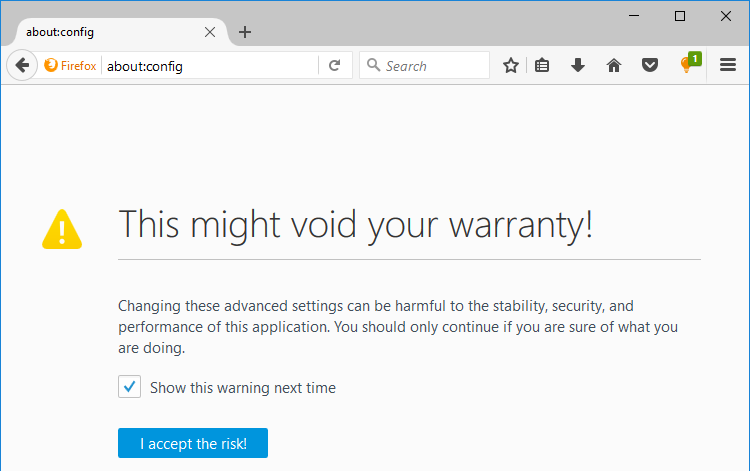 about:config
Firefox about:config Search 1
This might void your warranty!
Changing these advanced settings can be harmful to the stability, security, and
performance of this application. You should only continue if you are sure of what you
are doing.
Show this warning next time
I accept the risk!